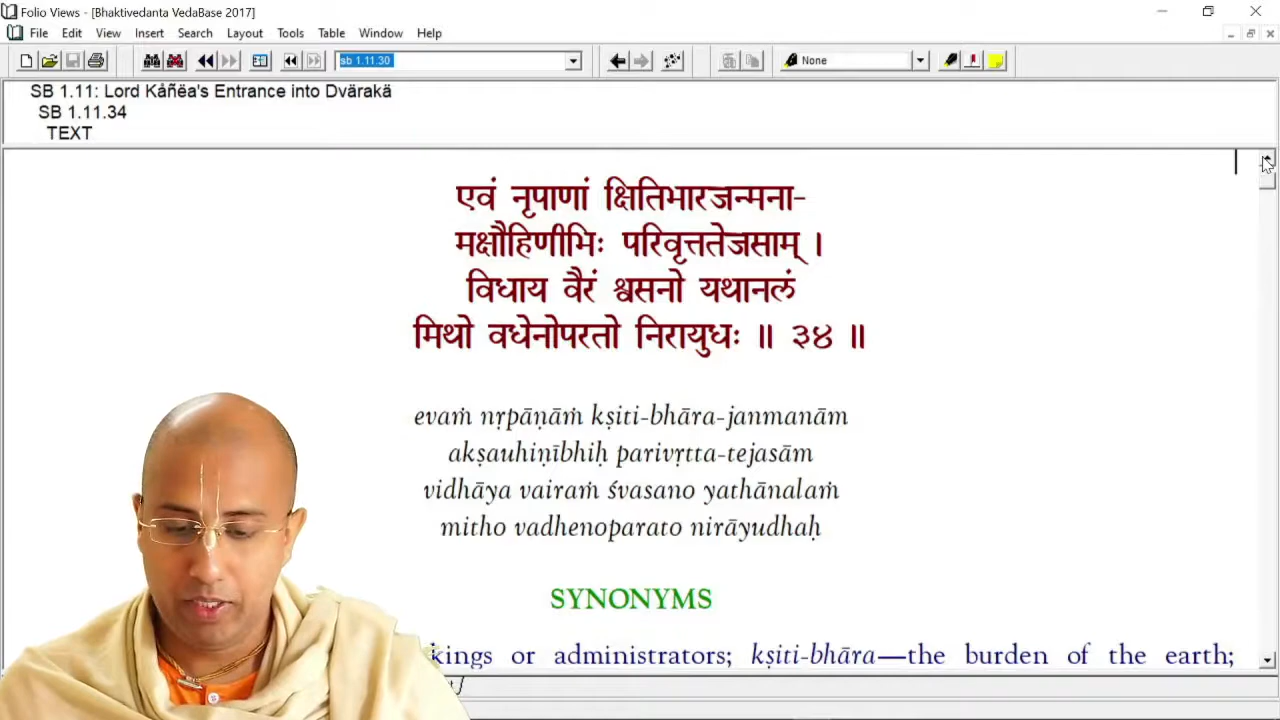 Folio Views - [Bhaktivedanta VedaBase 2017]
File Edit View Insert Search Layout Tools Table Window Help
sb 1.11.30
None
SB 1.11: Lord Kåñëa's Entrance into Dvärakä
SB 1.11.34
TEXT
एवं नृपाणां क्षितिभारजन्मना-
मक्षौहिणीभिः परिवृत्ततेजसाम् ।
विधाय वैरं श्वसनो यथानलं
मिथो वधेनोपरतो निरायुधः ॥ ३४ ॥
evaṁ nṛpāṇāṁ kṣiti-bhāra-janmanām
akṣauhiṇībhiḥ parivṛtta-tejasām
vidhāya vairaṁ śvasano yathānalaṁ
mitho vadhenoparato nirāyudhaḥ
SYNONYMS
kings or administrators; kṣiti-bhāra—the burden of the earth;